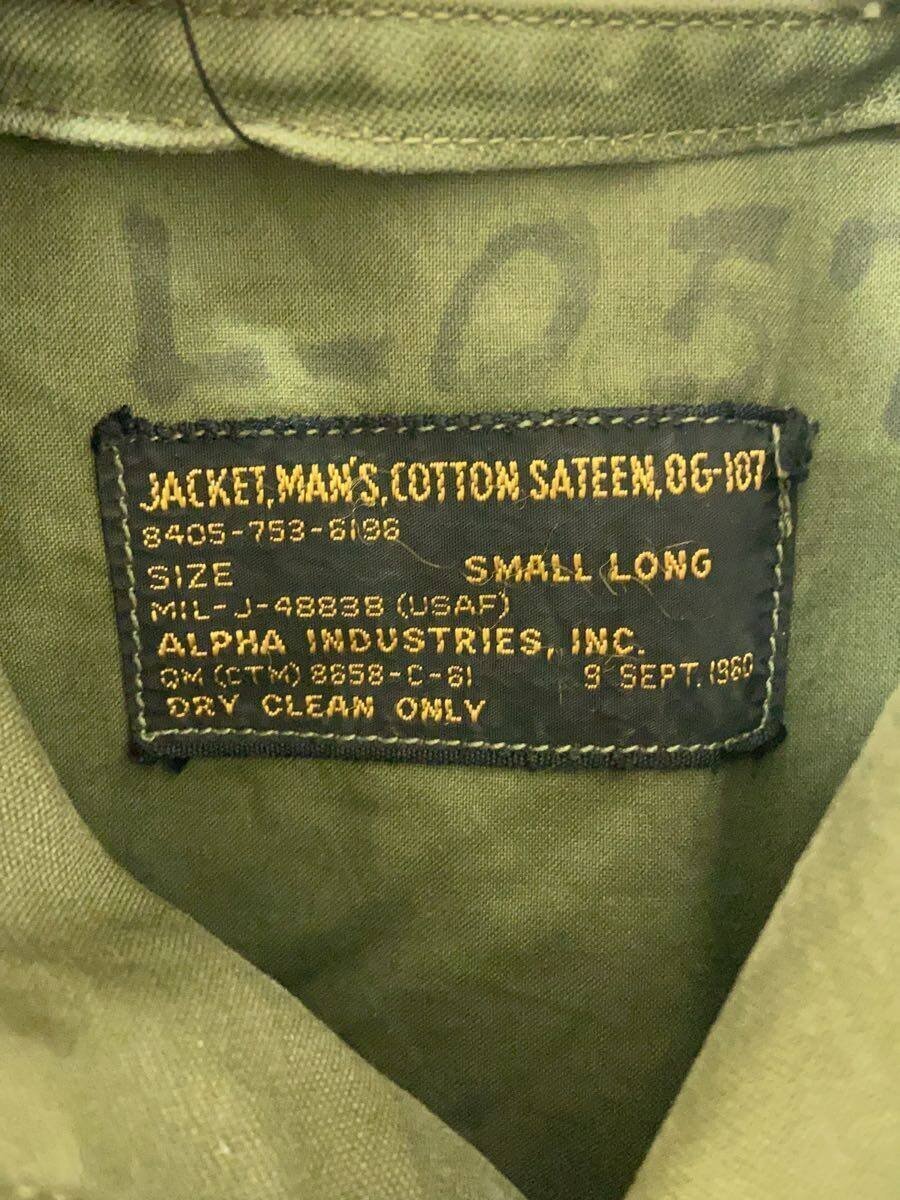 L-05
JACKET, MAN'S, COTTON SATEEN, OG-107
8405-753-6196
SIZE SMALL LONG
MIL-J-4883B (USAF)
ALPHA INDUSTRIES, INC.
QM (CTM) 8658-C-61 9 SEPT. 1960
DRY CLEAN ONLY